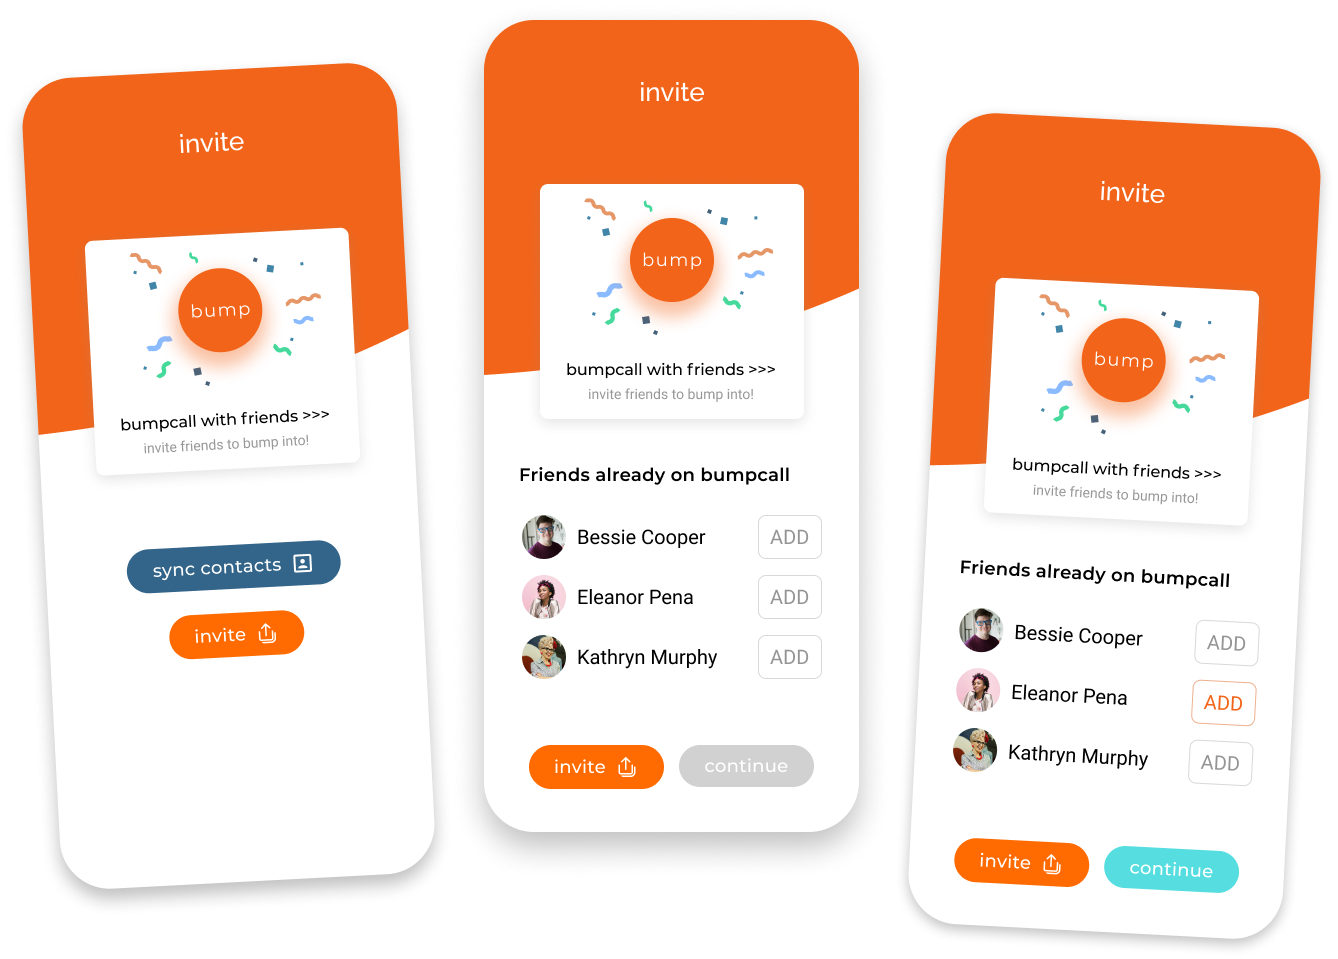 invite
bump
bumpcall with friends >>>
invite friends to bump into!
sync contacts
invite
invite
bump
bumpcall with friends >>>
invite friends to bump into!
Friends already on bumpcall
Bessie Cooper ADD
Eleanor Pena ADD
Kathryn Murphy ADD
invite continue
invite
bump
bumpcall with friends >>>
invite friends to bump into!
Friends already on bumpcall
Bessie Cooper ADD
Eleanor Pena ADD
Kathryn Murphy ADD
invite continue